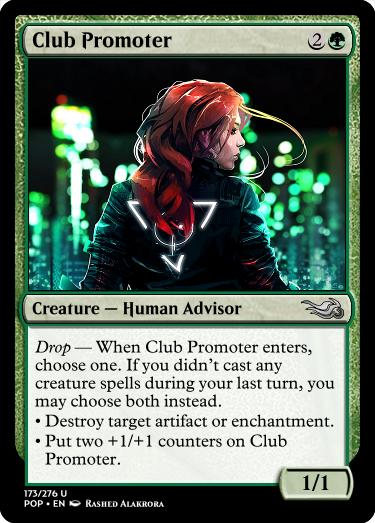 Club Promoter 2
Creature — Human Advisor
Drop — When Club Promoter enters,
choose one. If you didn't cast any
creature spells during your last turn, you
may choose both instead.
• Destroy target artifact or enchantment.
• Put two +1/+1 counters on Club
Promoter.
1/1
173/276 U
POP • EN Rashed Alakrora